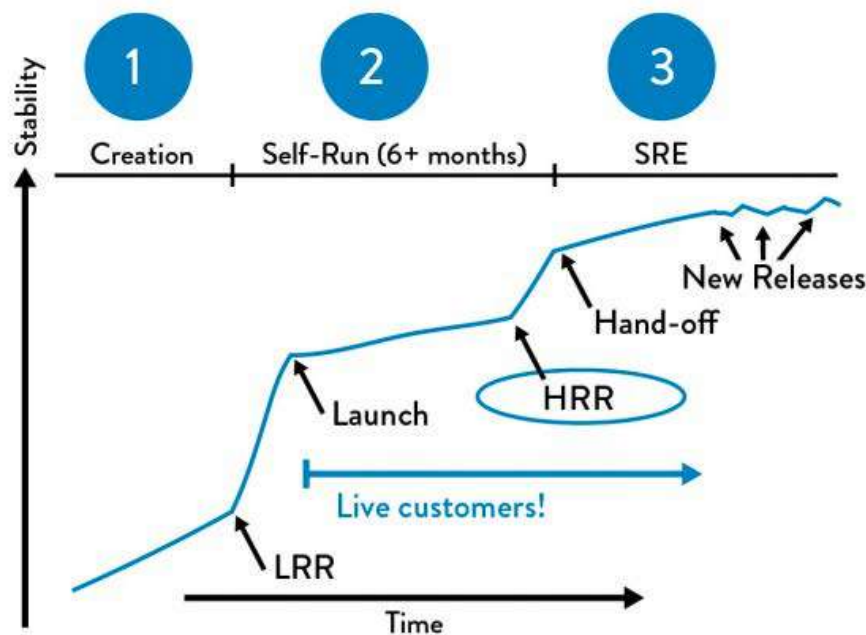 1
2
3
Stability
Creation
Self-Run (6+ months)
SRE
New Releases
Hand-off
HRR
Launch
Live customers!
LRR
Time